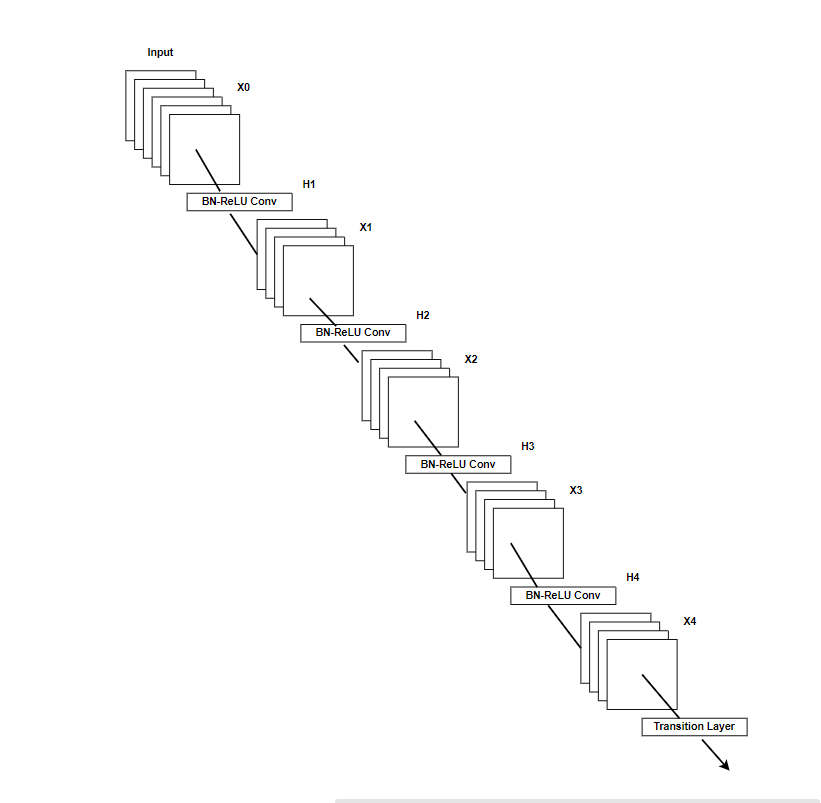 Input
X0
H1
BN-ReLU Conv
X1
H2
BN-ReLU Conv
X2
H3
BN-ReLU Conv
X3
H4
BN-ReLU Conv
X4
Transition Layer